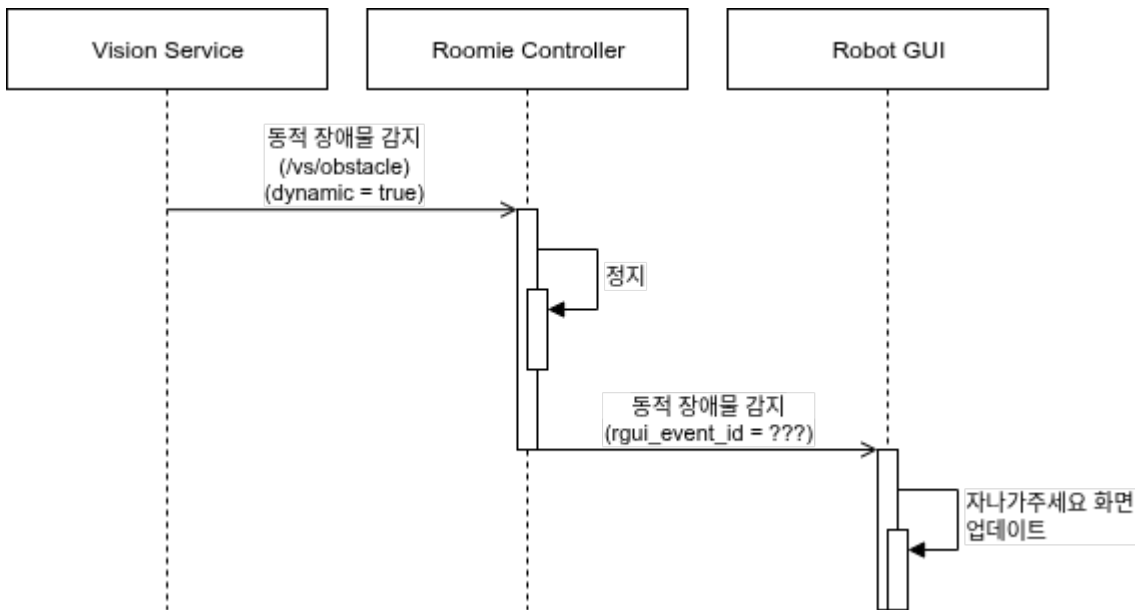 Vision Service
Roomie Controller
Robot GUI
동적 장애물 감지
(/vs/obstacle)
(dynamic = true)
정지
동적 장애물 감지
(rgui_event_id = ???)
자나가주세요 화면
업데이트